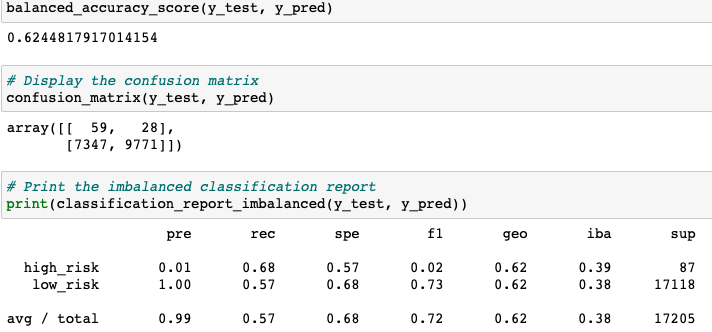 balanced_accuracy_score(y_test, y_pred)
0.6244817917014154
# Display the confusion matrix
confusion_matrix(y_test, y_pred)
array([[  59,   28],
       [7347, 9771]])
# Print the imbalanced classification report
print(classification_report_imbalanced(y_test, y_pred))
pre rec spe f1 geo iba sup
high_risk 0.01 0.68 0.57 0.02 0.62 0.39 87
low_risk 1.00 0.57 0.68 0.73 0.62 0.38 17118
avg / total 0.99 0.57 0.68 0.72 0.62 0.38 17205